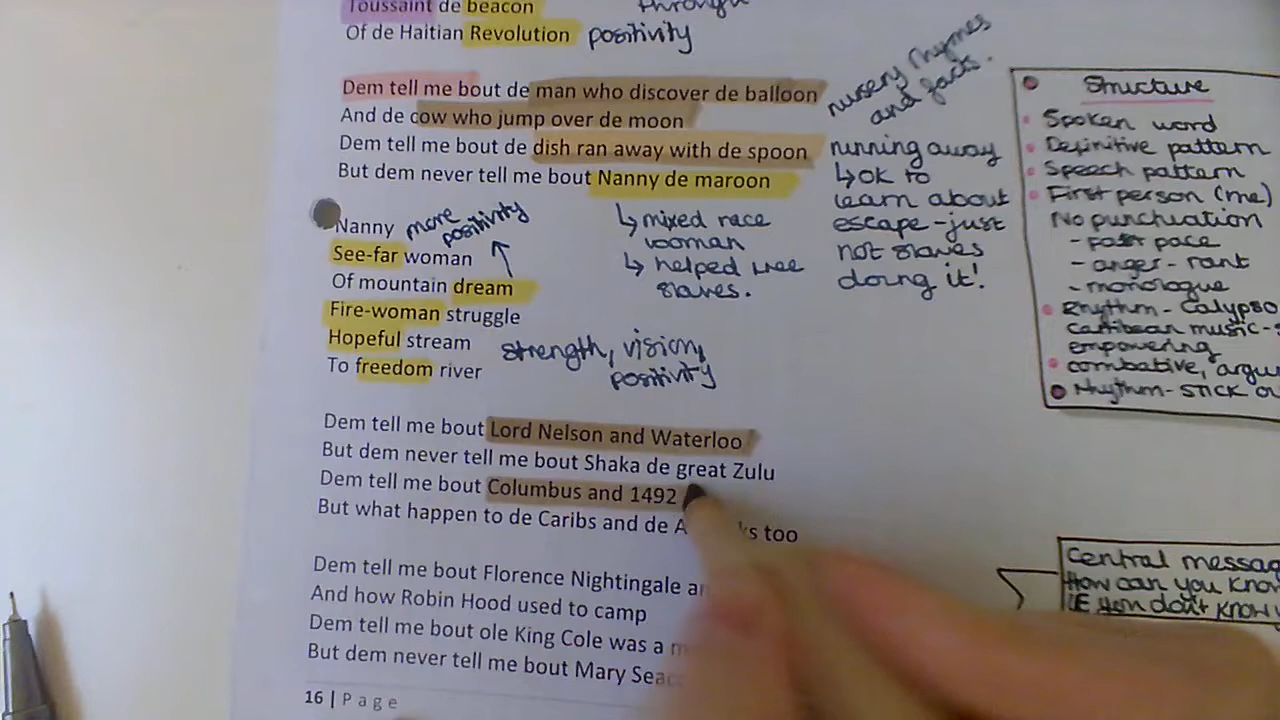 Toussaint de beacon
through
Of de Haitian Revolution
positivity
Dem tell me bout de man who discover de balloon
And de cow who jump over de moon
Dem tell me bout de dish ran away with de spoon
But dem never tell me bout Nanny de maroon
nursery rhymes
and facts.
running away
↳ok to
learn about
escape - just
not slaves
doing it!
↳mixed race
woman
↳ helped free
slaves.
Nanny
See-far woman
Of mountain dream
Fire-woman struggle
Hopeful stream
To freedom river
more
positivity
strength, vision,
positivity
Structure
Spoken word
Definitive pattern
Speech pattern
First person (me)
No punctuation
- fast pace
- anger - rant
- monologue
Rhythm - Calypso
Carribean music -
empowering
combative, argu
Rhythm - STICK
Dem tell me bout Lord Nelson and Waterloo
But dem never tell me bout Shaka de great Zulu
Dem tell me bout Columbus and 1492
But what happen to de Caribs and de A ks too
Dem tell me bout Florence Nightingale
And how Robin Hood used to camp
Dem tell me bout ole King Cole was a m
But dem never tell me bout Mary Seac
Central messag
How can you know
IF you don't know
16 | Page